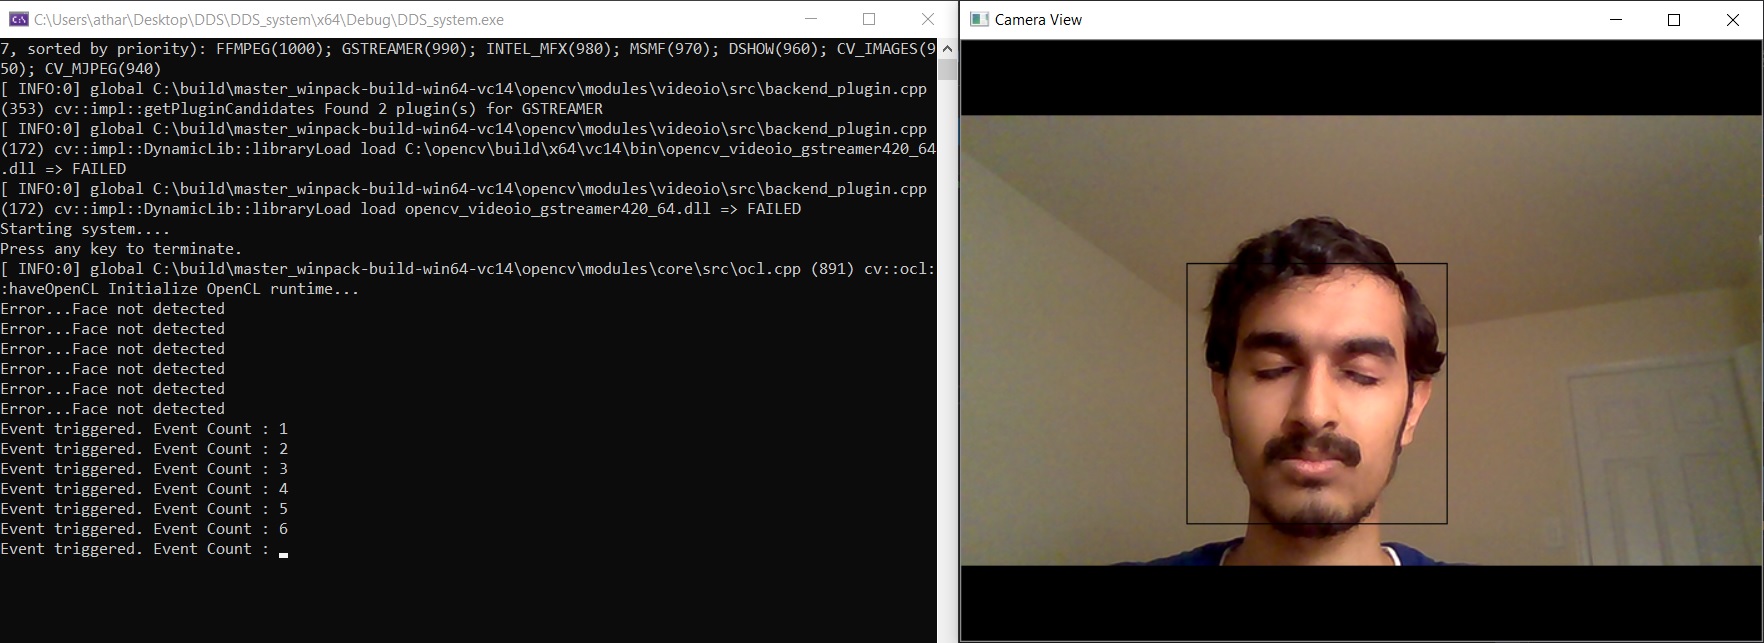 C:\Users\athar\Desktop\DDS\DDS_system\x64\Debug\DDS_system.exe
7, sorted by priority): FFMPEG(1000); GSTREAMER(990); INTEL_MFX(980); MSMF(970); DSHOW(960); CV_IMAGES(9
50); CV_MJPEG(940)
[ INFO:0] global C:\build\master_winpack-build-win64-vc14\opencv\modules\videoio\src\backend_plugin.cpp
(353) cv::impl::getPluginCandidates Found 2 plugin(s) for GSTREAMER
[ INFO:0] global C:\build\master_winpack-build-win64-vc14\opencv\modules\videoio\src\backend_plugin.cpp
(172) cv::impl::DynamicLib::libraryLoad load C:\opencv\build\x64\vc14\bin\opencv_videoio_gstreamer420_64
.dll => FAILED
[ INFO:0] global C:\build\master_winpack-build-win64-vc14\opencv\modules\videoio\src\backend_plugin.cpp
(172) cv::impl::DynamicLib::libraryLoad load opencv_videoio_gstreamer420_64.dll => FAILED
Starting system....
Press any key to terminate.
[ INFO:0] global C:\build\master_winpack-build-win64-vc14\opencv\modules\core\src\ocl.cpp (891) cv::ocl:
:haveOpenCL Initialize OpenCL runtime...
Error...Face not detected
Error...Face not detected
Error...Face not detected
Error...Face not detected
Error...Face not detected
Error...Face not detected
Event triggered. Event Count : 1
Event triggered. Event Count : 2
Event triggered. Event Count : 3
Event triggered. Event Count : 4
Event triggered. Event Count : 5
Event triggered. Event Count : 6
Event triggered. Event Count :
Camera View